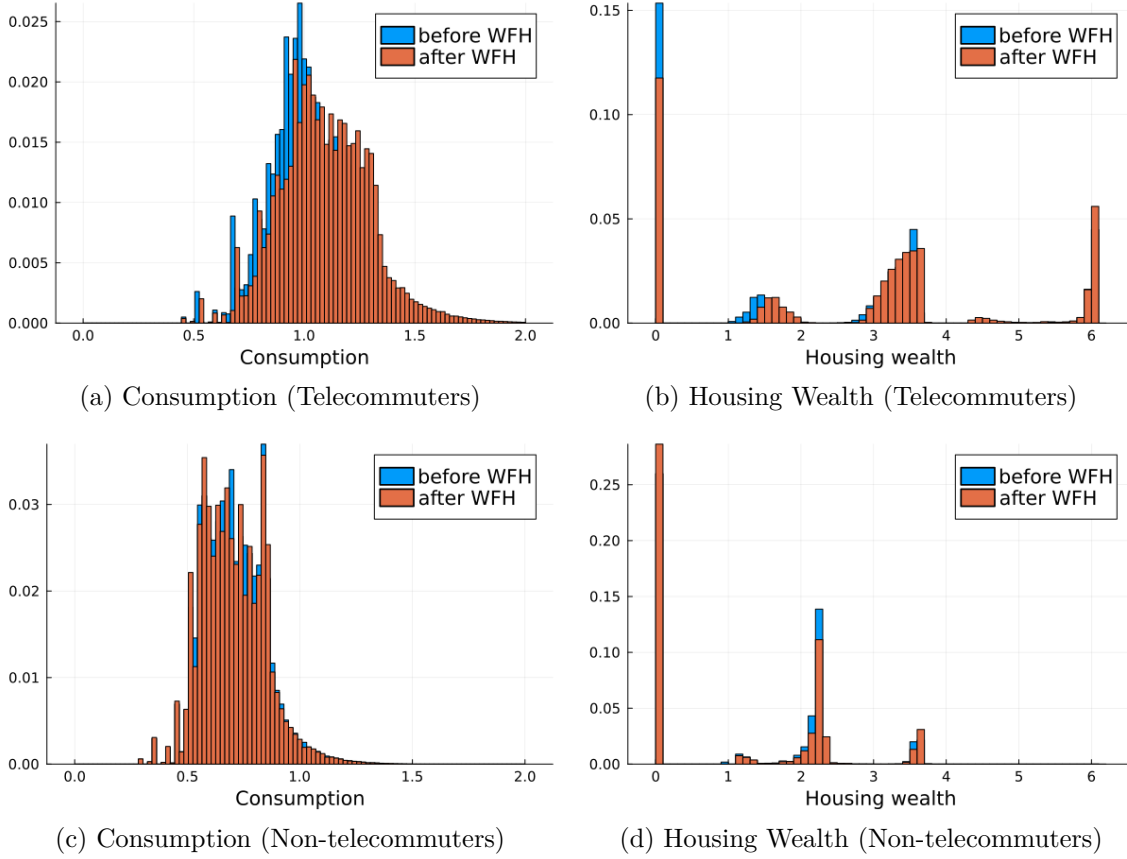 0.025
0.020
0.015
0.010
0.005
0.000
0.0 0.5 1.0 1.5 2.0
Consumption
before WFH
after WFH
(a) Consumption (Telecommuters)
0.15
0.10
0.05
0.00
0 1 2 3 4 5 6
Housing wealth
before WFH
after WFH
(b) Housing Wealth (Telecommuters)
0.03
0.02
0.01
0.00
0.0 0.5 1.0 1.5 2.0
Consumption
before WFH
after WFH
(c) Consumption (Non-telecommuters)
0.25
0.20
0.15
0.10
0.05
0.00
0 1 2 3 4 5 6
Housing wealth
before WFH
after WFH
(d) Housing Wealth (Non-telecommuters)